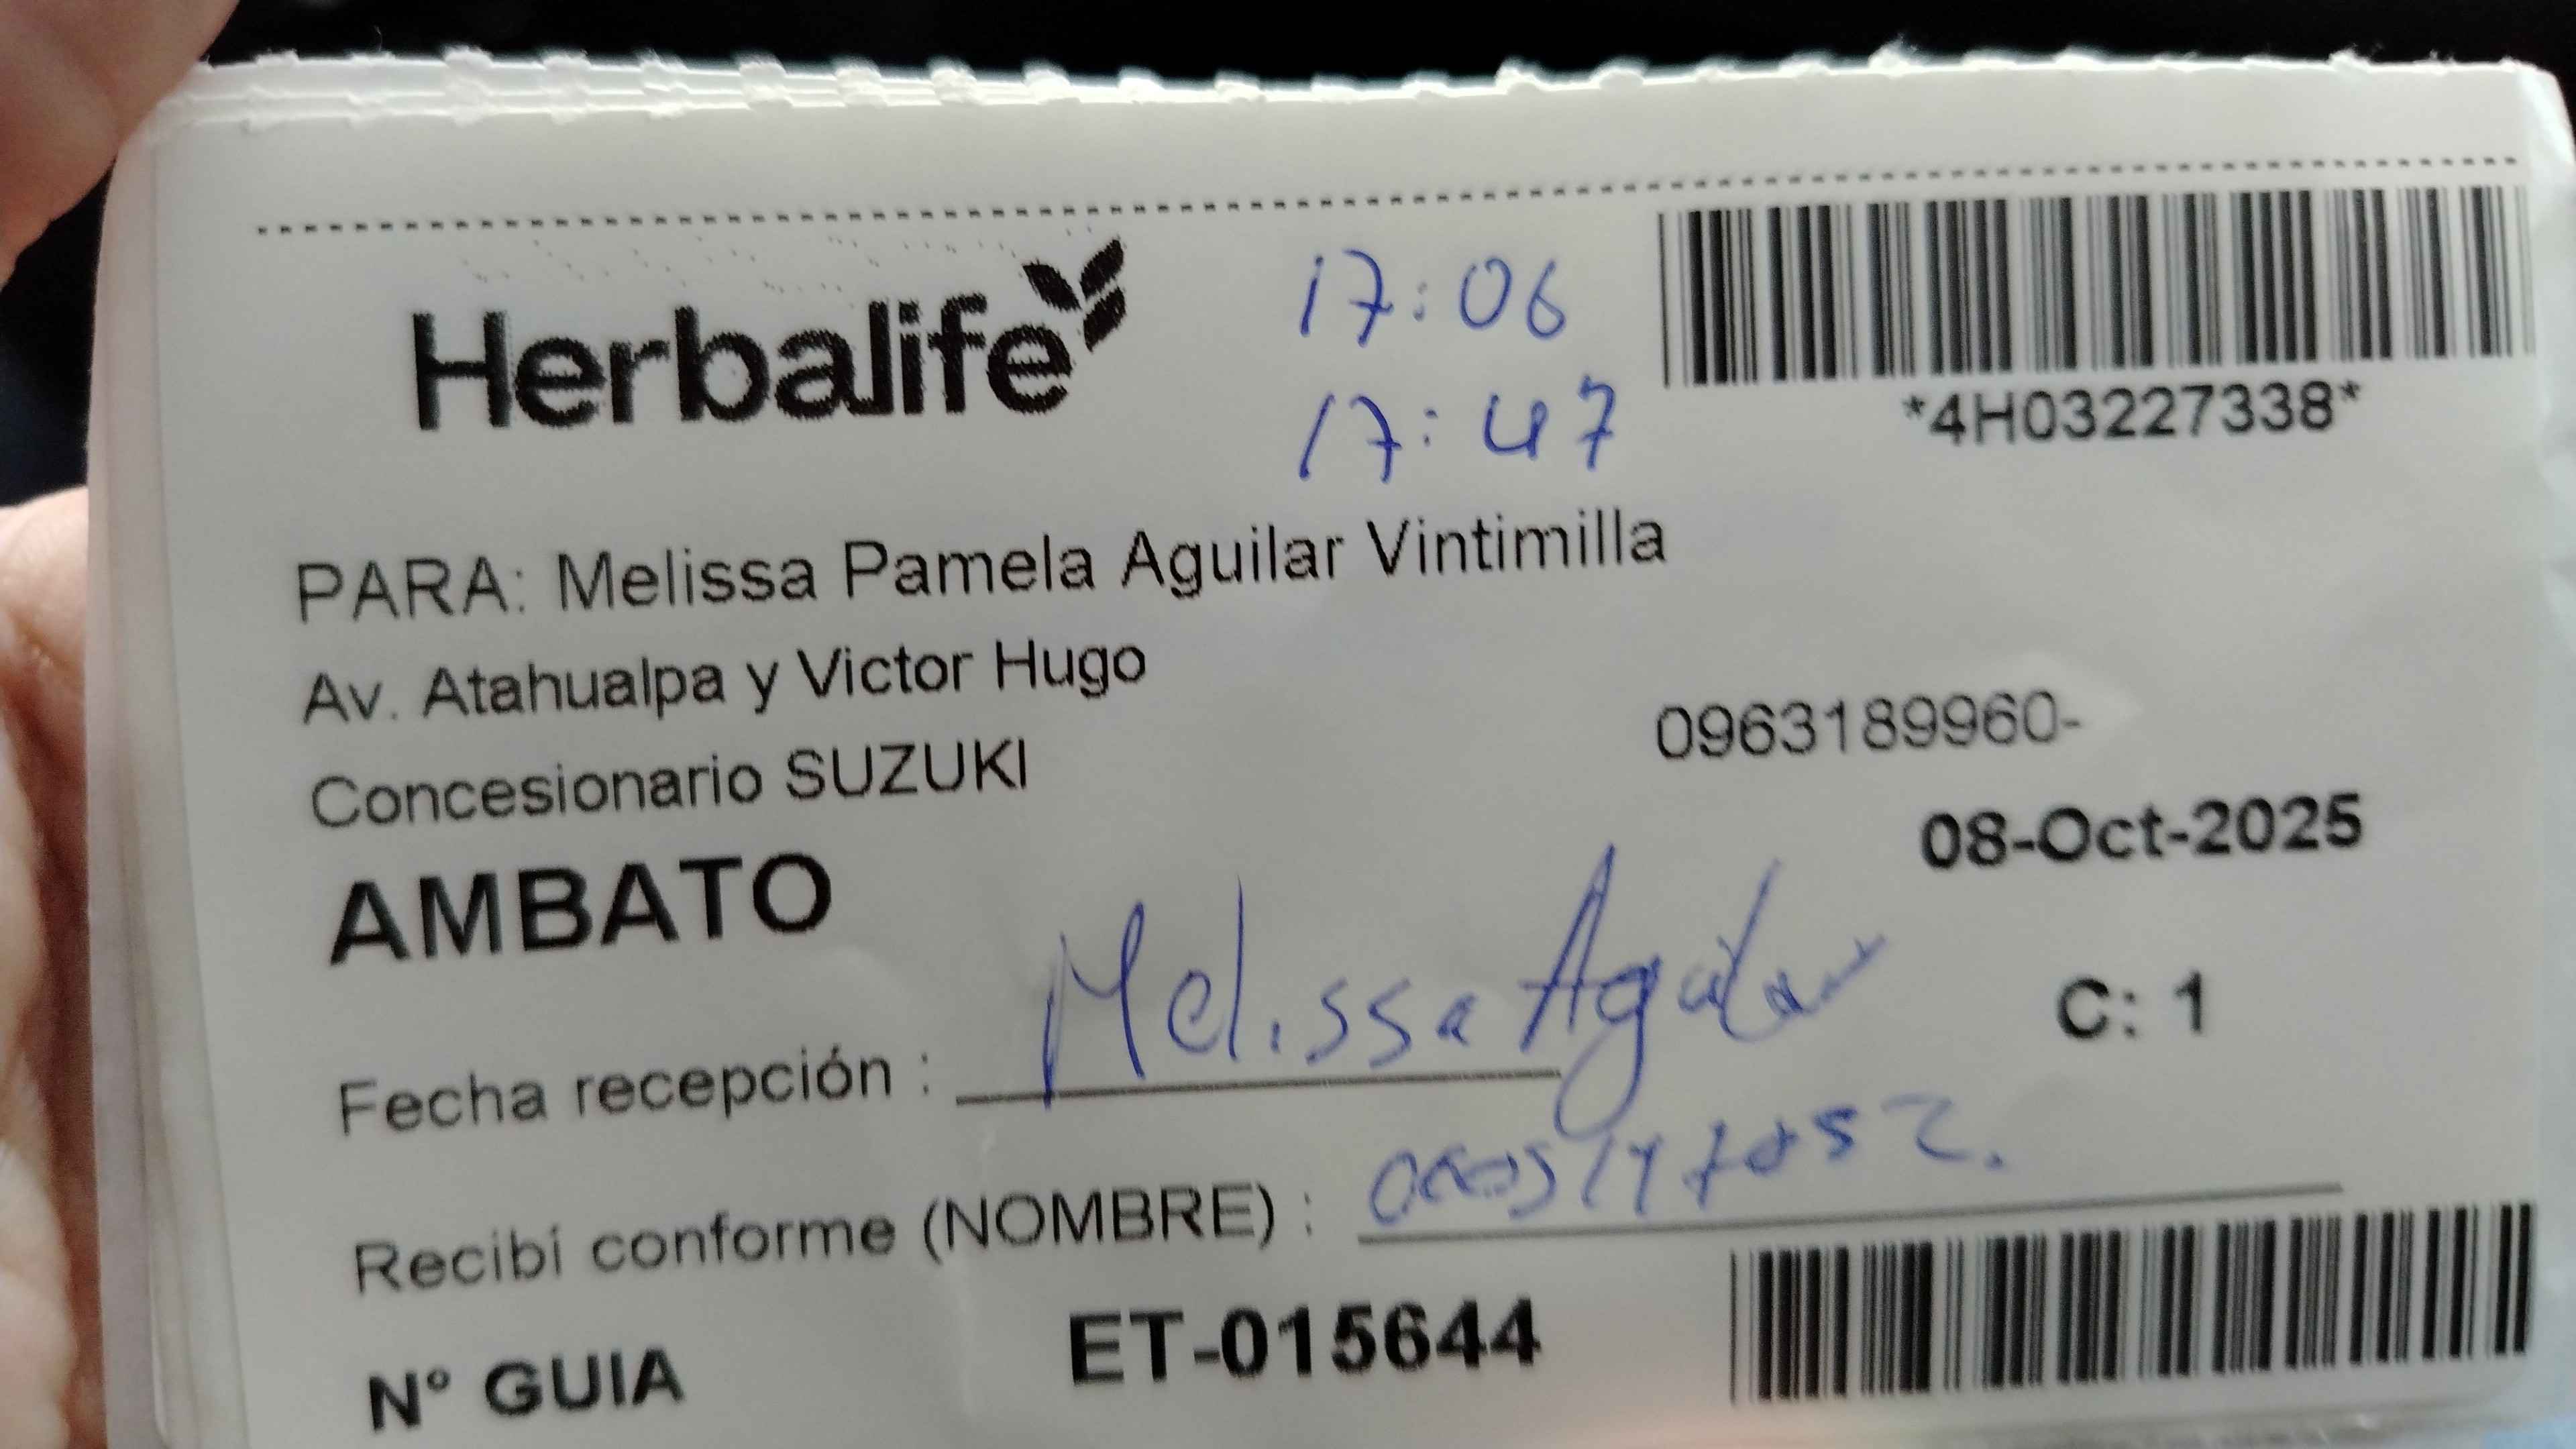 Herbalife
17:06
17:47
*4H03227338*
PARA: Melissa Pamela Aguilar Vintimilla
Av. Atahualpa y Victor Hugo
Concesionario SUZUKI
0963189960-
08-Oct-2025
AMBATO
C: 1
Fecha recepción : Melissa Aguilar
Recibí conforme (NOMBRE) :
N° GUIA ET-015644